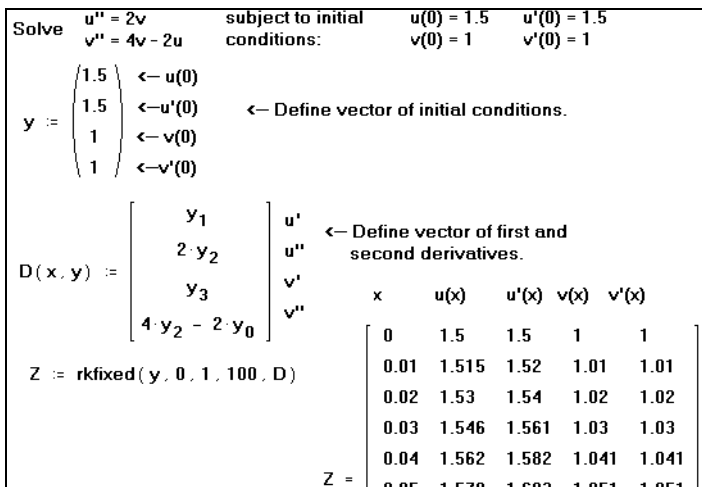 Solve u'' = 2v subject to initial u(0) = 1.5 u'(0) = 1.5
v'' = 4v - 2u conditions: v(0) = 1 v'(0) = 1
1.5 <– u(0)
1.5 <–u'(0) <– Define vector of initial conditions.
y :=
1 <– v(0)
1 <–v'(0)
y₁ u'
<– Define vector of first and
2·y₂ u'' second derivatives.
D(x,y) :=
y₃ v'
4·y₂ - 2·y₀ v''
x u(x) u'(x) v(x) v'(x)
0 1.5 1.5 1 1
Z := rkfixed(y,0,1,100,D)
0.01 1.515 1.52 1.01 1.01
0.02 1.53 1.54 1.02 1.02
0.03 1.546 1.561 1.03 1.03
0.04 1.562 1.582 1.041 1.041
Z =